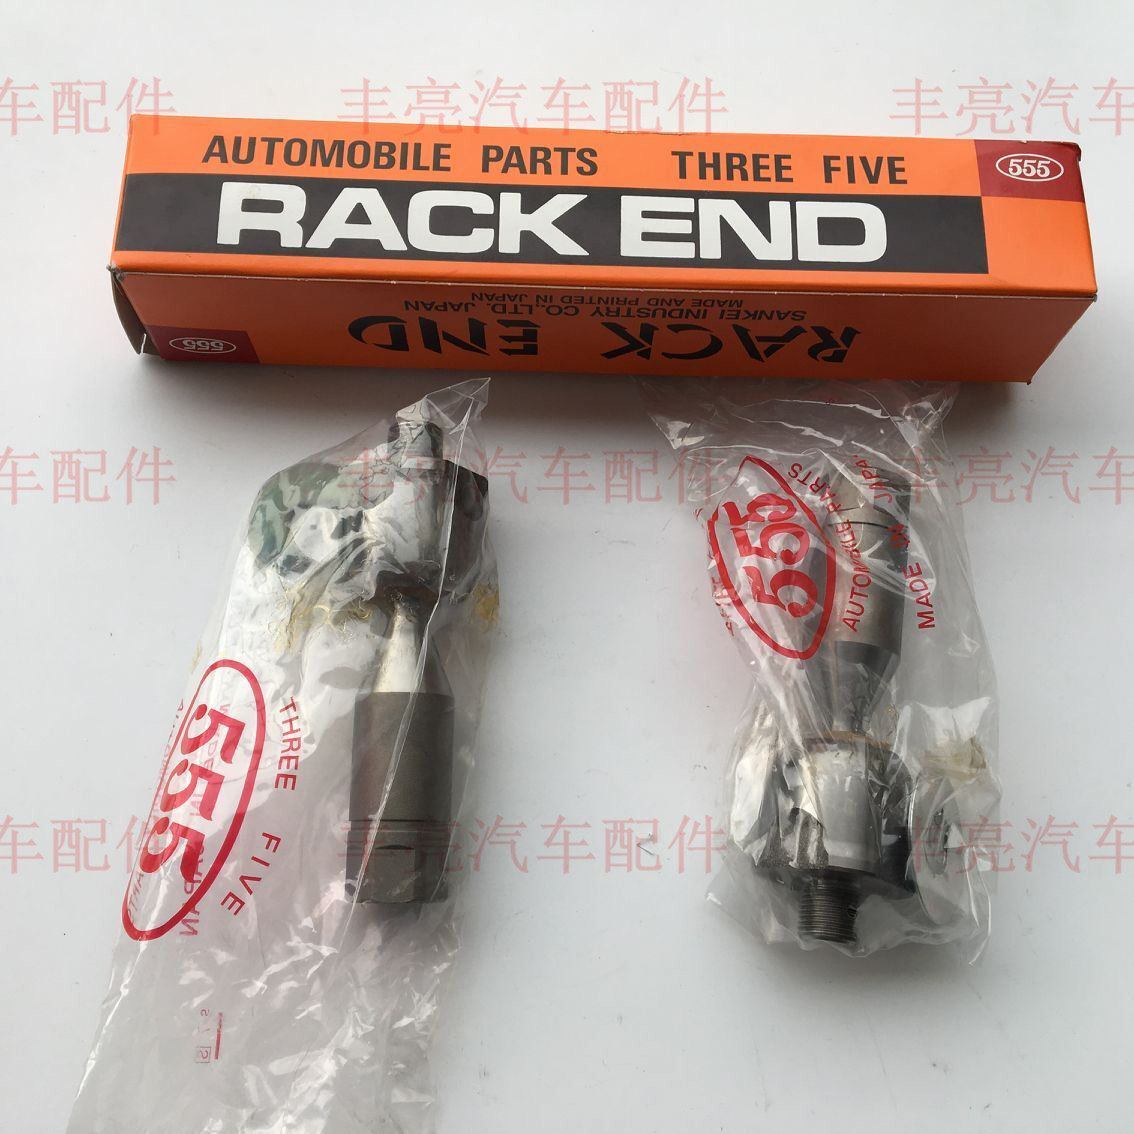 车配件 丰亮汽车配件 丰亮汽车
AUTOMOBILE PARTS THREE FIVE
555
RACK END
SANKEI INDUSTRY CO.,LTD. JAPAN
MADE AND PRINTED IN JAPAN
RACK END
555
车配件 丰亮汽车配件 丰亮汽车
555
AUTOMOBILE PARTS
MADE
555
THREE FIVE
车配件 丰亮汽车配件 丰亮汽车